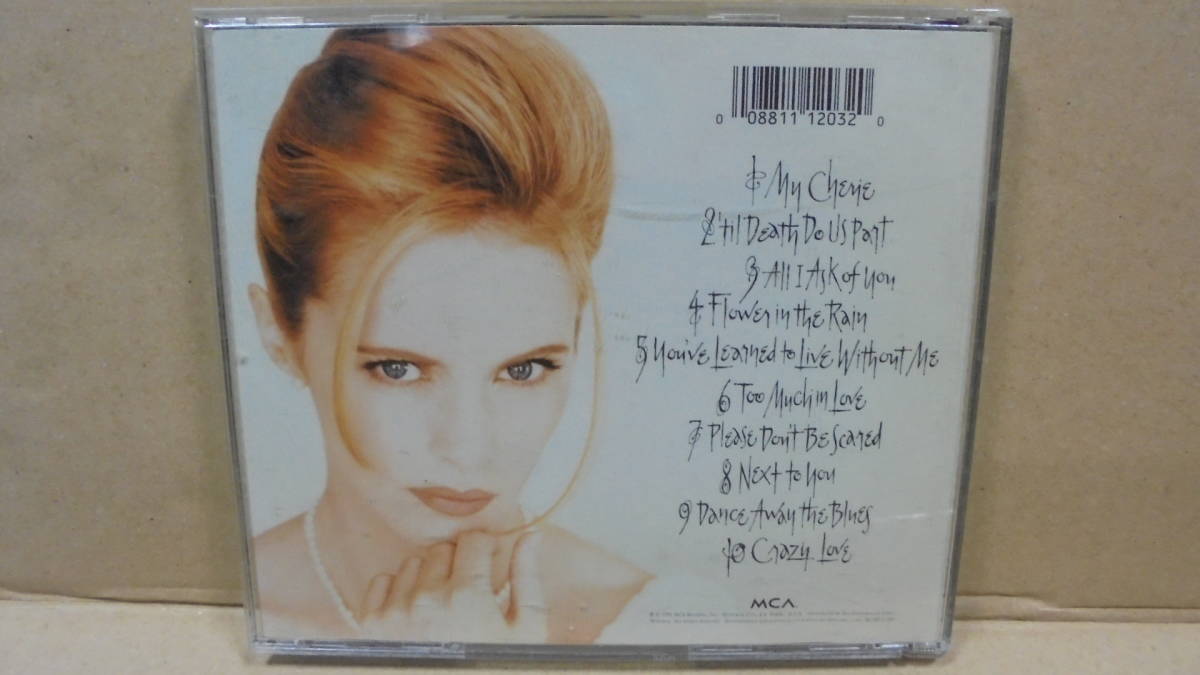 0 08811 12032 0
1 My Cherie
2 'til Death Do Us Part
3 All I Ask of You
4 Flower in the Rain
5 You've Learned to Live Without Me
6 Too Much in Love
7 Please Don't Be Scared
8 Next to You
9 Dance Away the Blues
10 Crazy Love
MCA